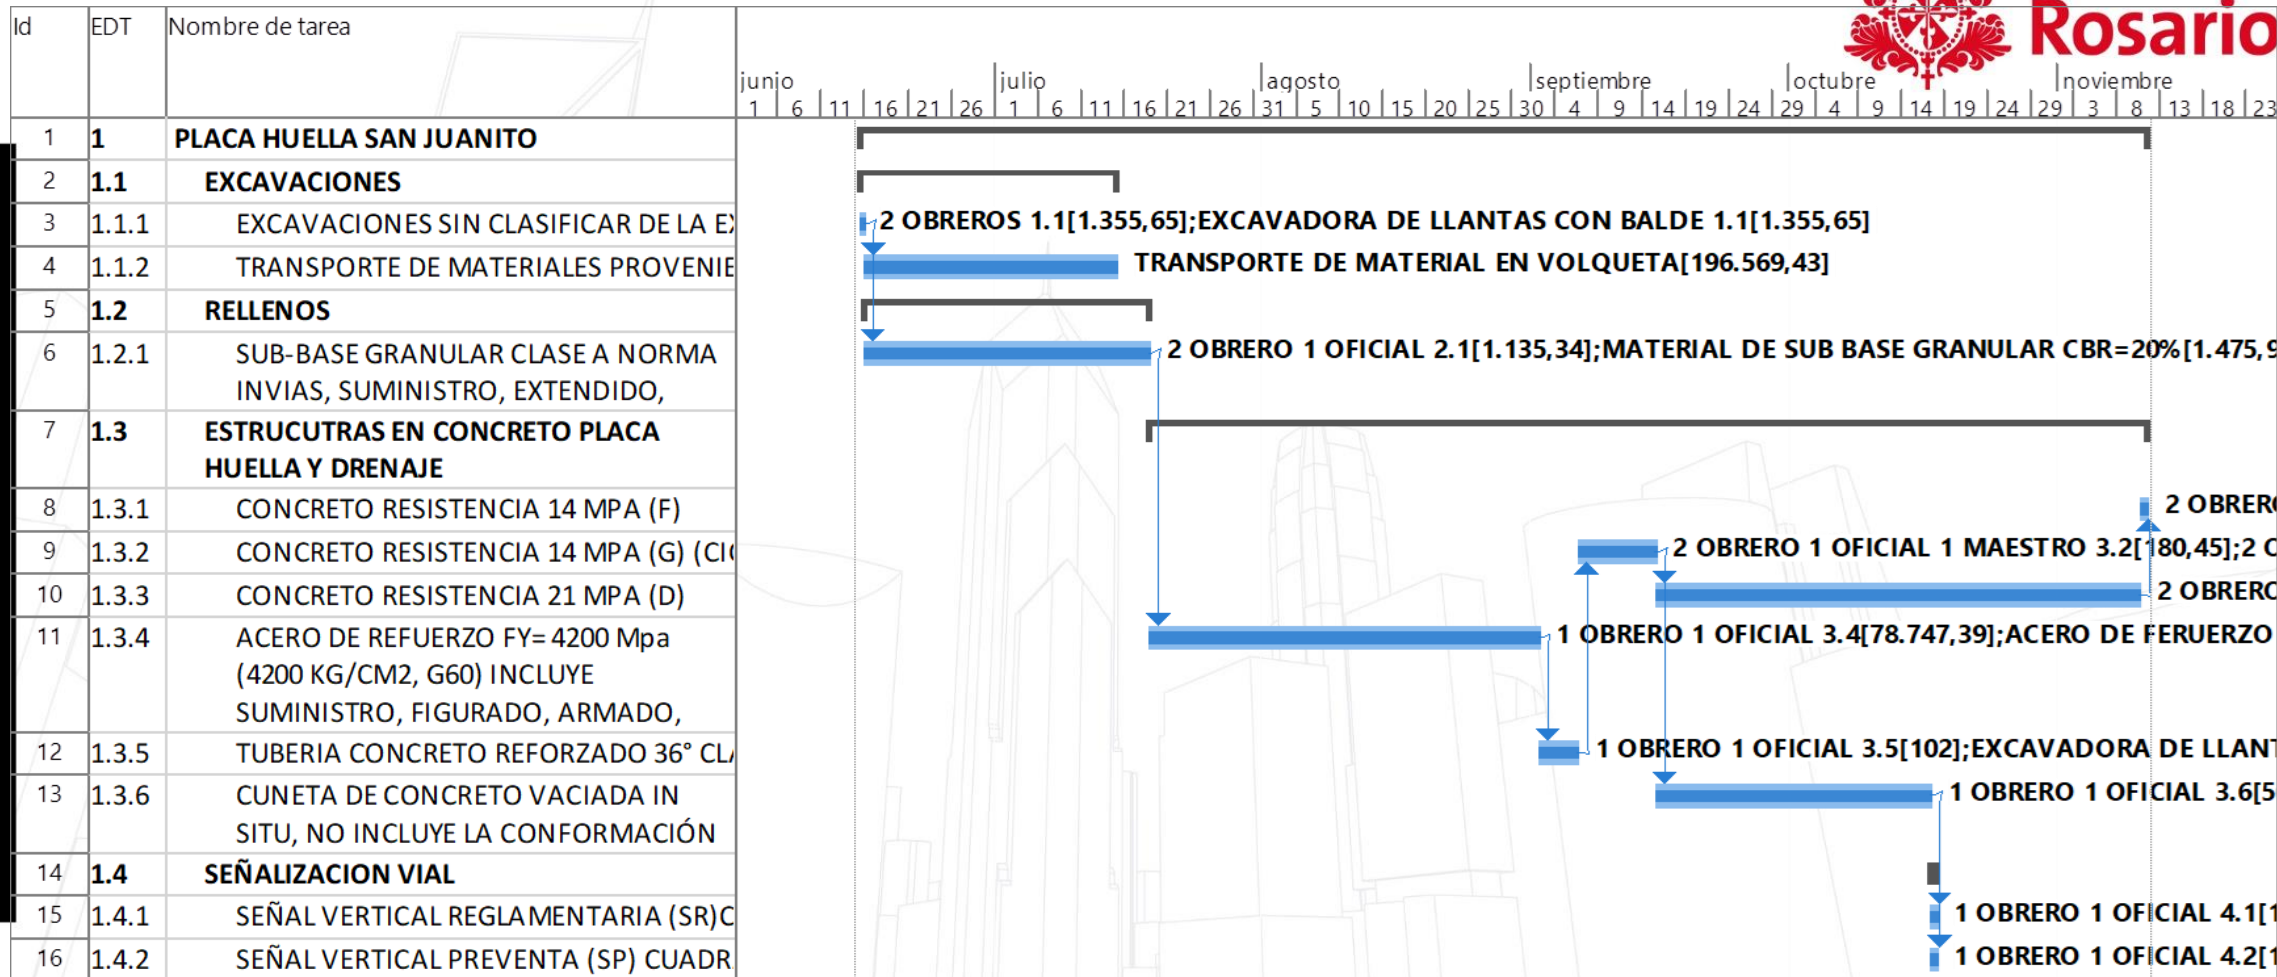 Rosario
Id EDT Nombre de tarea
junio julio agosto septiembre octubre noviembre
1 6 11 16 21 26 1 6 11 16 21 26 31 5 10 15 20 25 30 4 9 14 19 24 29 4 9 14 19 24 29 3 8 13 18 23
1 1 PLACA HUELLA SAN JUANITO
2 1.1 EXCAVACIONES
3 1.1.1 EXCAVACIONES SIN CLASIFICAR DE LA 2 OBREROS 1.1[1.355,65];EXCAVADORA DE LLANTAS CON BALDE 1.1[1.355,65]
4 1.1.2 TRANSPORTE DE MATERIALES PROVENIE TRANSPORTE DE MATERIAL EN VOLQUETA[196.569,43]
5 1.2 RELLENOS
6 1.2.1 SUB-BASE GRANULAR CLASE A NORMA 2 OBRERO 1 OFICIAL 2.1[1.135,34];MATERIAL DE SUB BASE GRANULAR CBR=20%[1.475,9
INVIAS, SUMINISTRO, EXTENDIDO,
7 1.3 ESTRUCUTRAS EN CONCRETO PLACA
HUELLA Y DRENAJE
8 1.3.1 CONCRETO RESISTENCIA 14 MPA (F) 2 OBRER
9 1.3.2 CONCRETO RESISTENCIA 14 MPA (G) (CI 2 OBRERO 1 OFICIAL 1 MAESTRO 3.2[180,45];2
10 1.3.3 CONCRETO RESISTENCIA 21 MPA (D) 2 OBRERO
11 1.3.4 ACERO DE REFUERZO FY= 4200 Mpa 1 OBRERO 1 OFICIAL 3.4[78.747,39];ACERO DE FERUERZO
(4200 KG/CM2, G60) INCLUYE
SUMINISTRO, FIGURADO, ARMADO,
12 1.3.5 TUBERIA CONCRETO REFORZADO 36° CL 1 OBRERO 1 OFICIAL 3.5[102];EXCAVADORA DE LLANT
13 1.3.6 CUNETA DE CONCRETO VACIADA IN 1 OBRERO 1 OFICIAL 3.6[5
SITU, NO INCLUYE LA CONFORMACIÓN
14 1.4 SEÑALIZACION VIAL
15 1.4.1 SEÑAL VERTICAL REGLAMENTARIA (SR)C 1 OBRERO 1 OFICIAL 4.1[1
16 1.4.2 SEÑAL VERTICAL PREVENTA (SP) CUADR 1 OBRERO 1 OFICIAL 4.2[1